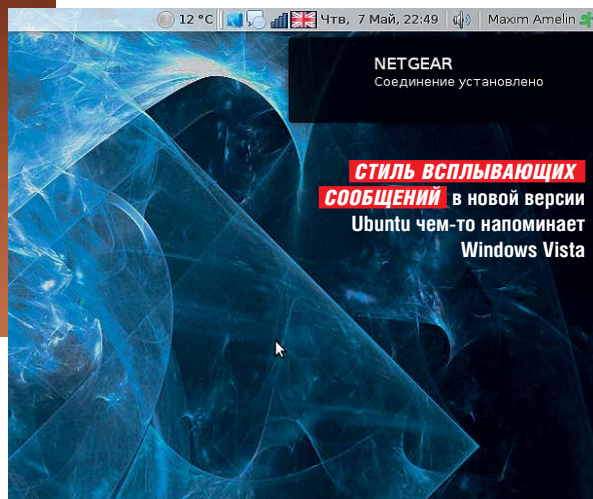 12 °C Чтв, 7 Май, 22:49 Maxim Amelin
NETGEAR
Соединение установлено
СТИЛЬ ВСПЛЫВАЮЩИХ
СООБЩЕНИЙ в новой версии
Ubuntu чем-то напоминает
Windows Vista